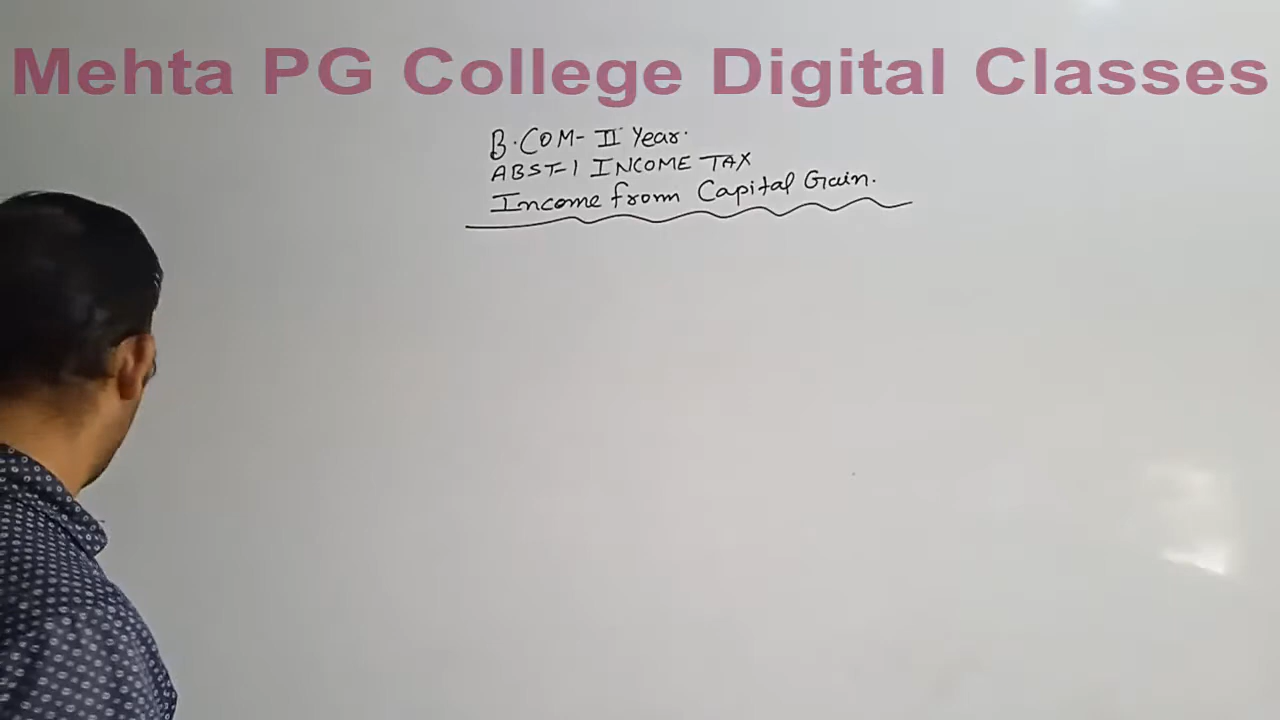 Mehta PG College Digital Classes
B.COM- II Year.
ABST-1 INCOME TAX
Income from Capital Gain.